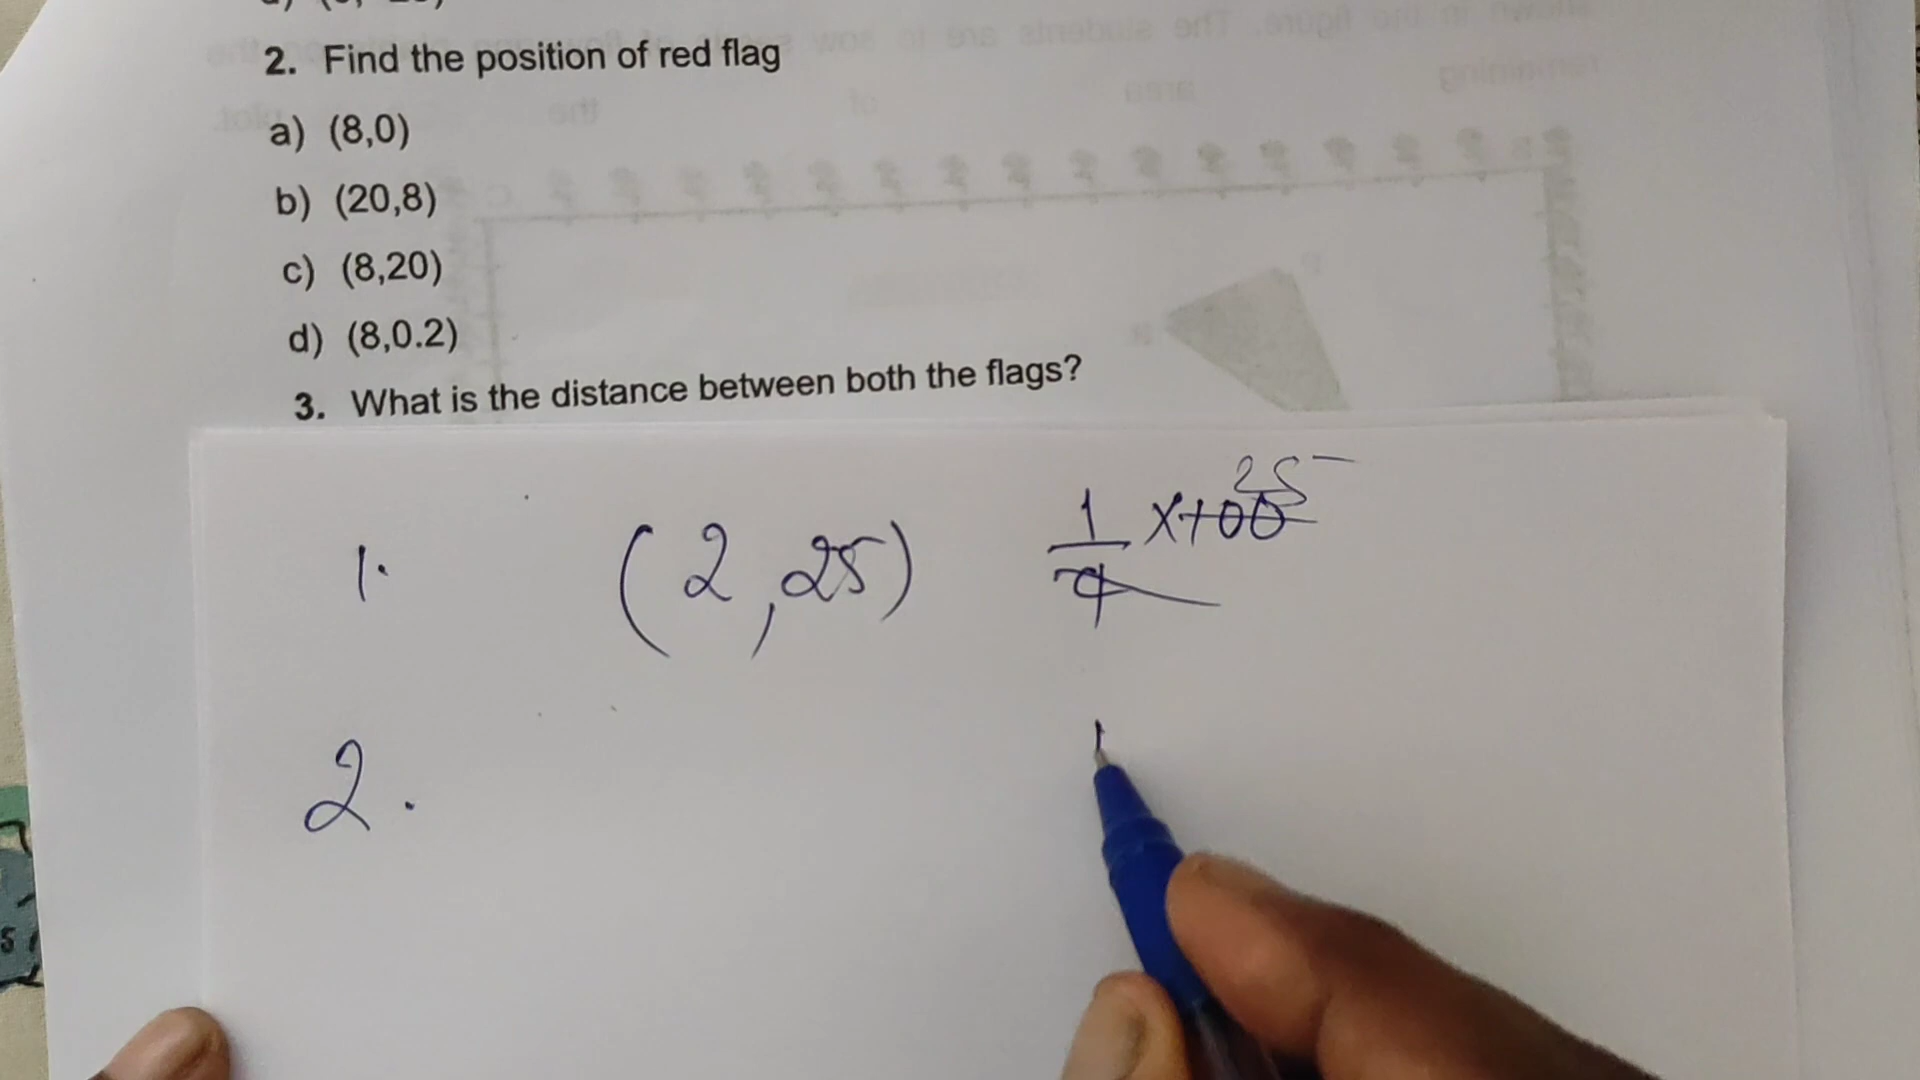 2. Find the position of red flag
a) (8,0)
b) (20,8)
c) (8,20)
d) (8,0.2)
3. What is the distance between both the flags?
1. (2,25) 1/4 x 100 25
2. 1